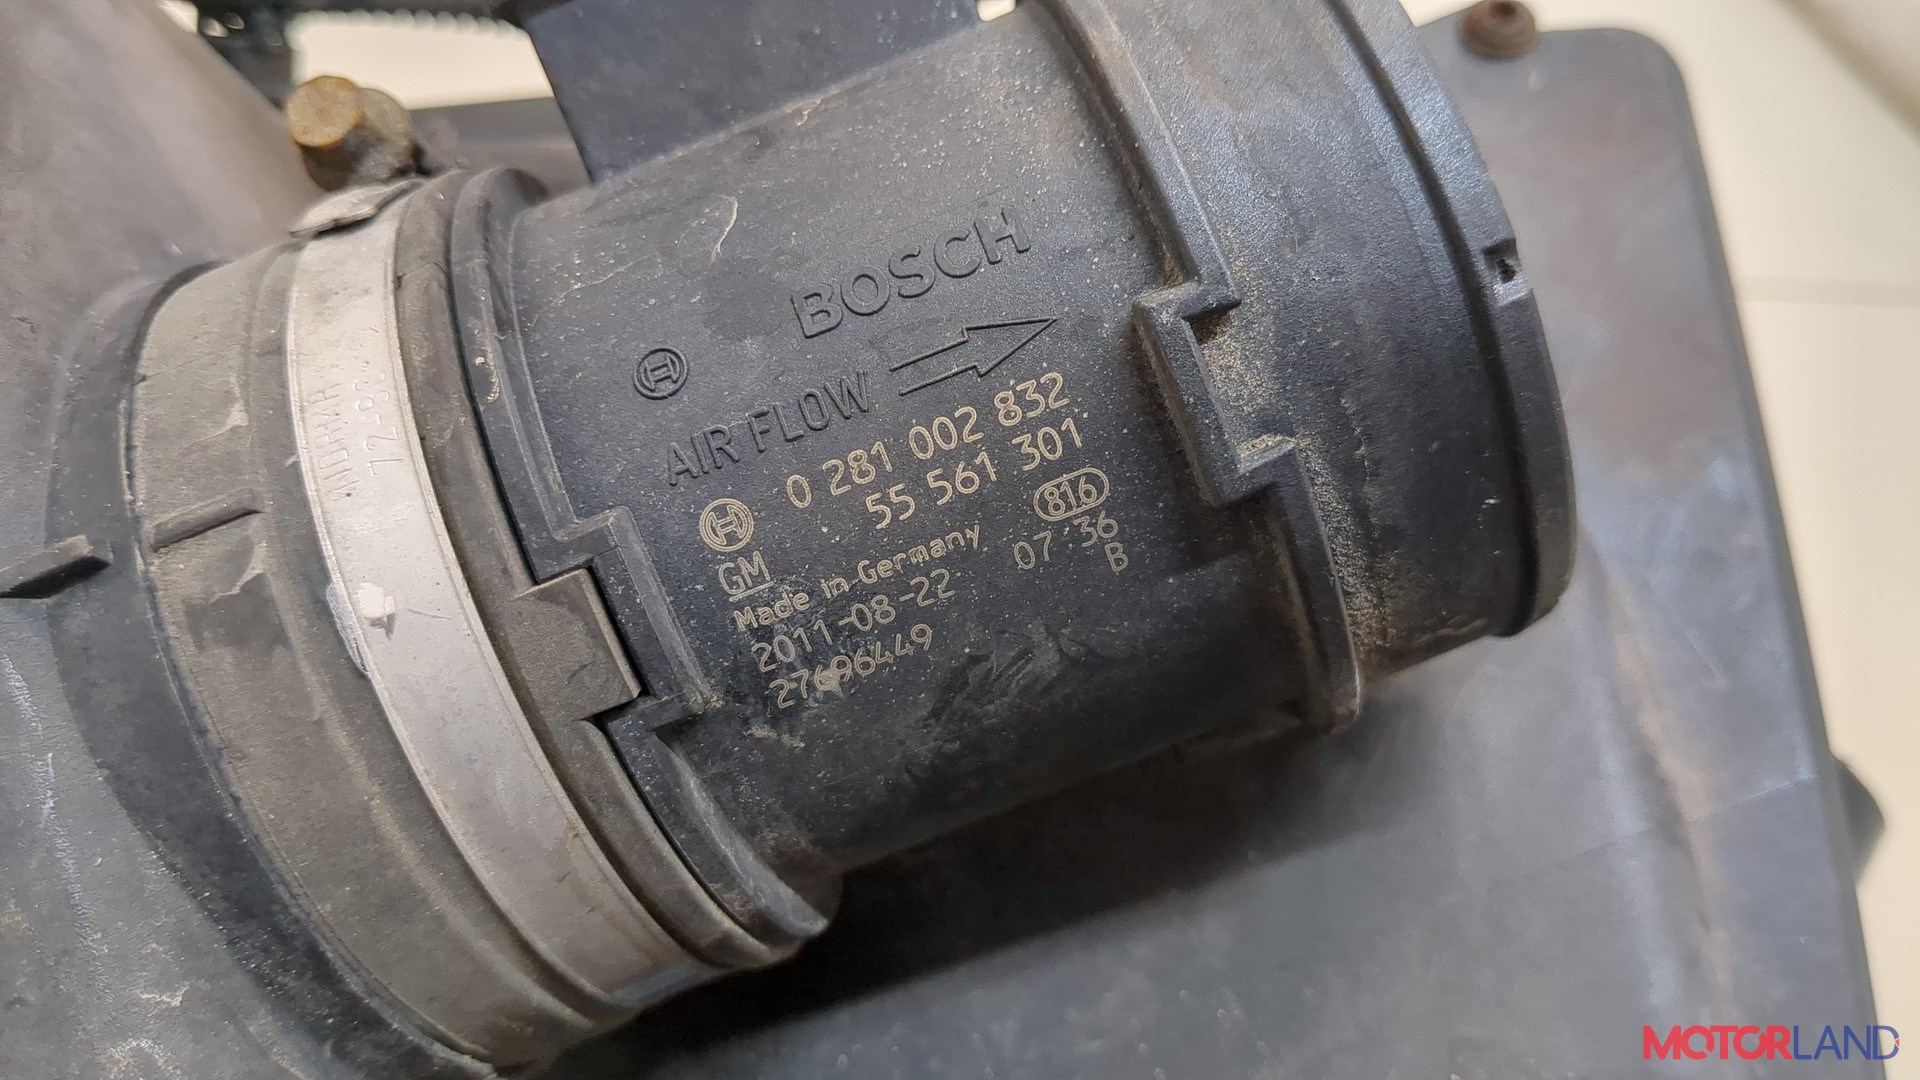 BOSCH
AIR FLOW
0 281 002 832
55 561 301
GM
816
Made in Germany
07 36
2011-08-22
B
27696449
MOTORLAND